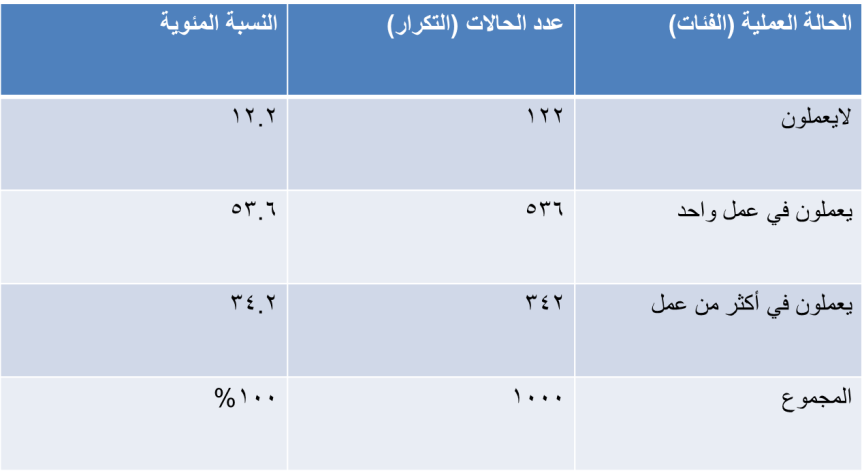 الحالة العملية (الفئات) عدد الحالات (التكرار) النسبة المئوية
لايعملون ١٢٢ ١٢.٢
يعملون في عمل واحد ٥٣٦ ٥٣.٦
يعملون في أكثر من عمل ٣٤٢ ٣٤.٢
المجموع ١٠٠٠ ١٠٠%